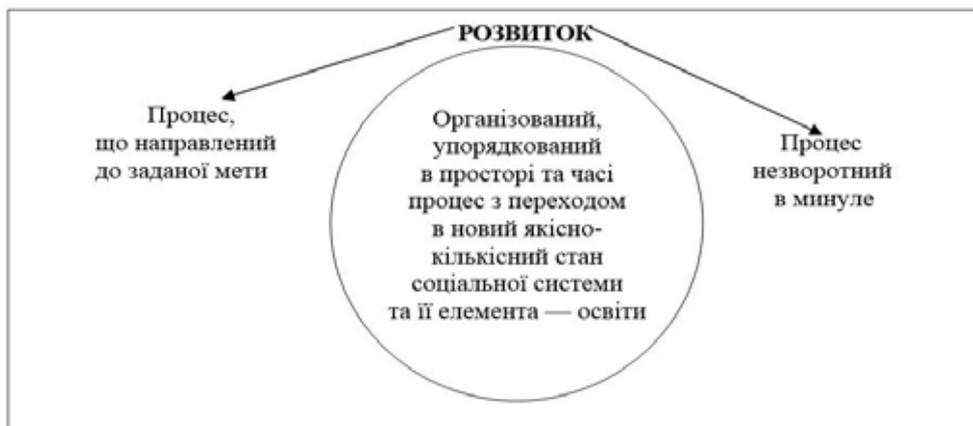 РОЗВИТОК
Процес,
що направлений
до заданої мети
Організований,
упорядкований
в просторі та часі
процес з переходом
в новий якісно-
кількісний стан
соціальної системи
та її елемента — освіти
Процес
незворотний
в минуле